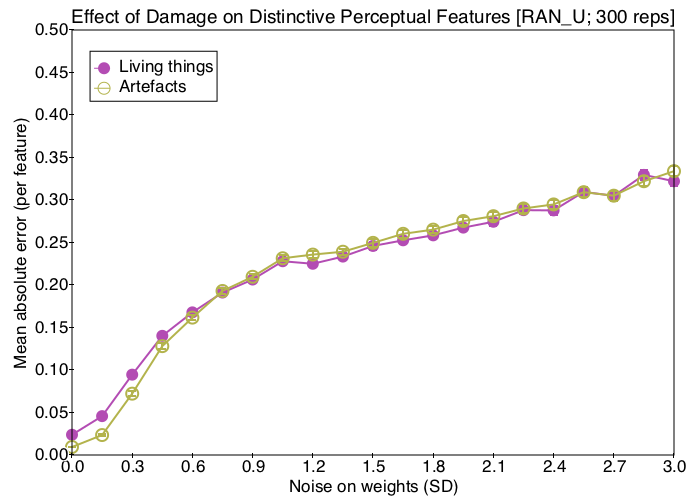 Effect of Damage on Distinctive Perceptual Features [RAN_U; 300 reps]
0.50
0.45
0.40
0.35
0.30
0.25
0.20
0.15
0.10
0.05
0.00
Mean absolute error (per feature)
Living things
Artefacts
0.0 0.3 0.6 0.9 1.2 1.5 1.8 2.1 2.4 2.7 3.0
Noise on weights (SD)